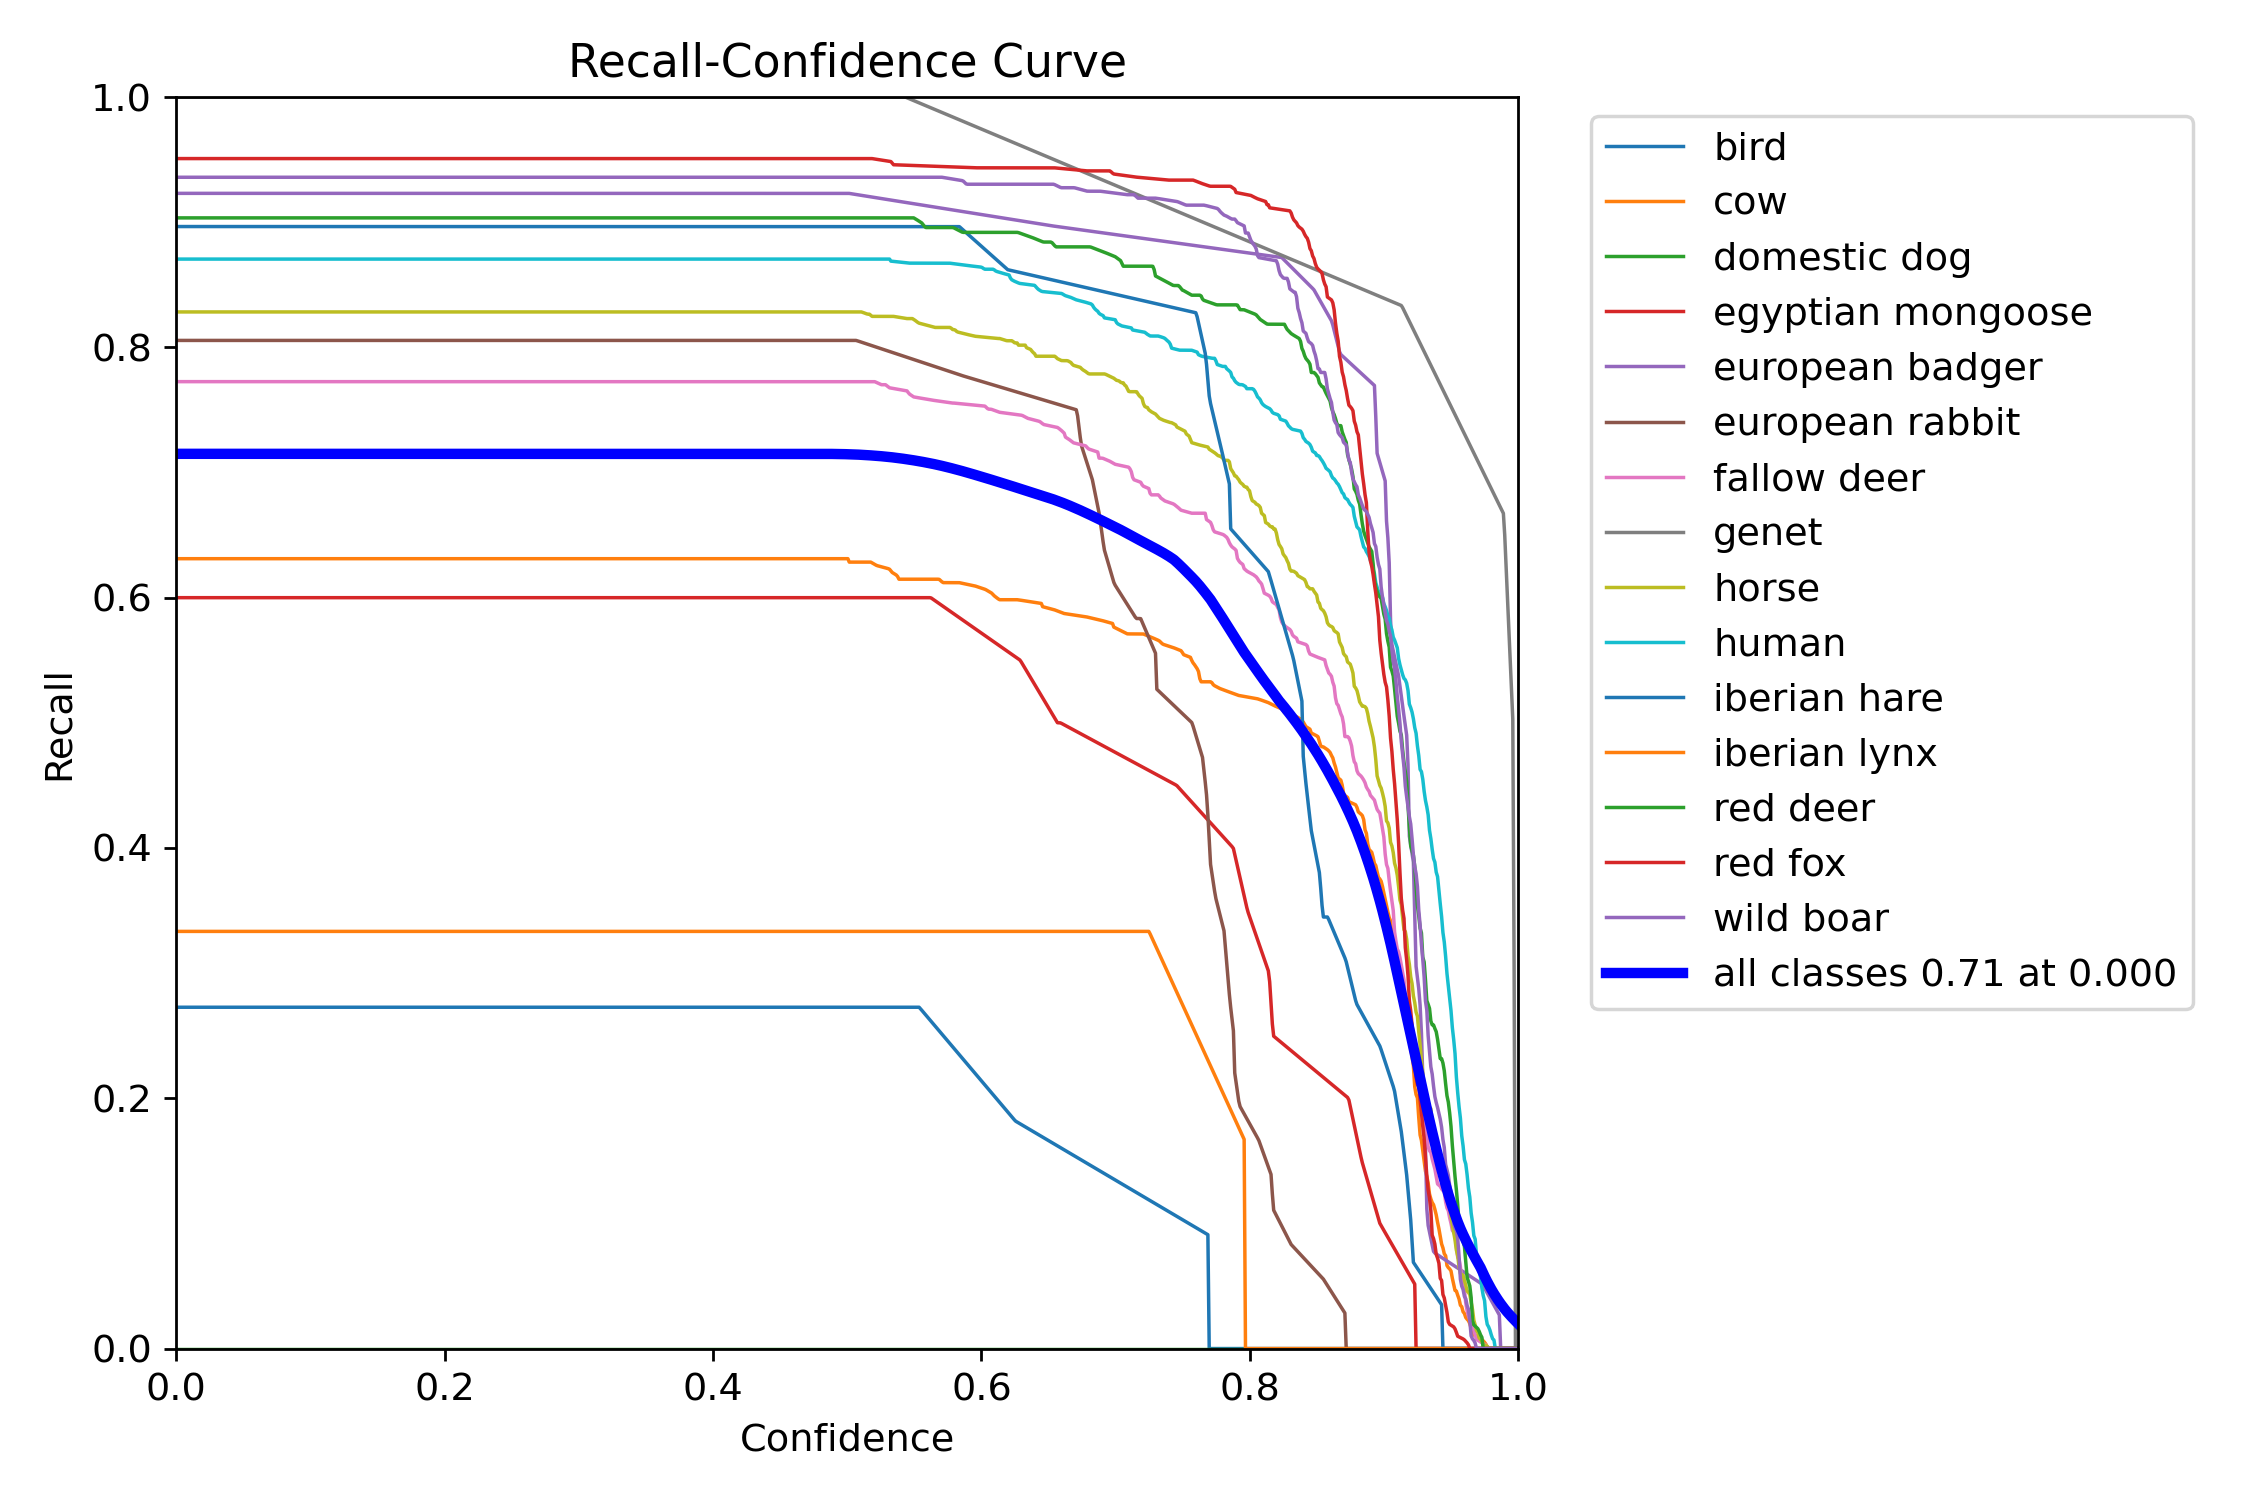 Recall-Confidence Curve
1.0
0.8
0.6
0.4
0.2
0.0
Recall
0.0 0.2 0.4 0.6 0.8 1.0
Confidence
bird
cow
domestic dog
egyptian mongoose
european badger
european rabbit
fallow deer
genet
horse
human
iberian hare
iberian lynx
red deer
red fox
wild boar
all classes 0.71 at 0.000